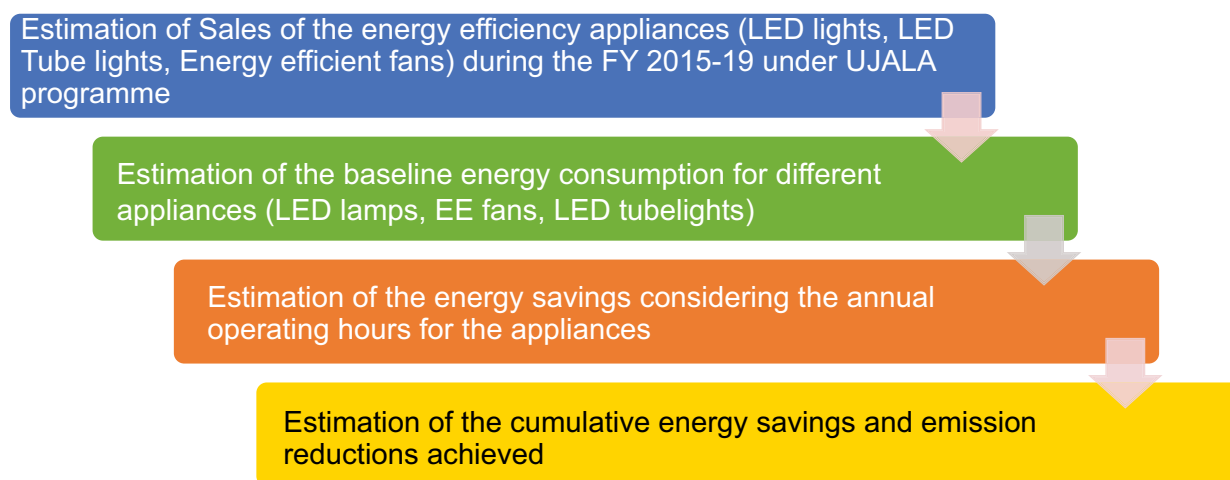 Estimation of Sales of the energy efficiency appliances (LED lights, LED
Tube lights, Energy efficient fans) during the FY 2015-19 under UJALA
programme
Estimation of the baseline energy consumption for different
appliances (LED lamps, EE fans, LED tubelights)
Estimation of the energy savings considering the annual
operating hours for the appliances
Estimation of the cumulative energy savings and emission
reductions achieved